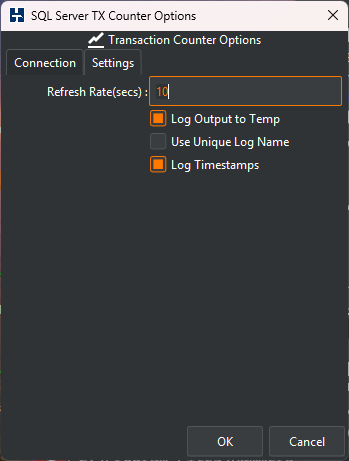 SQL Server TX Counter Options
Transaction Counter Options
Connection Settings
Refresh Rate(secs) : 10
Log Output to Temp
Use Unique Log Name
Log Timestamps
OK Cancel